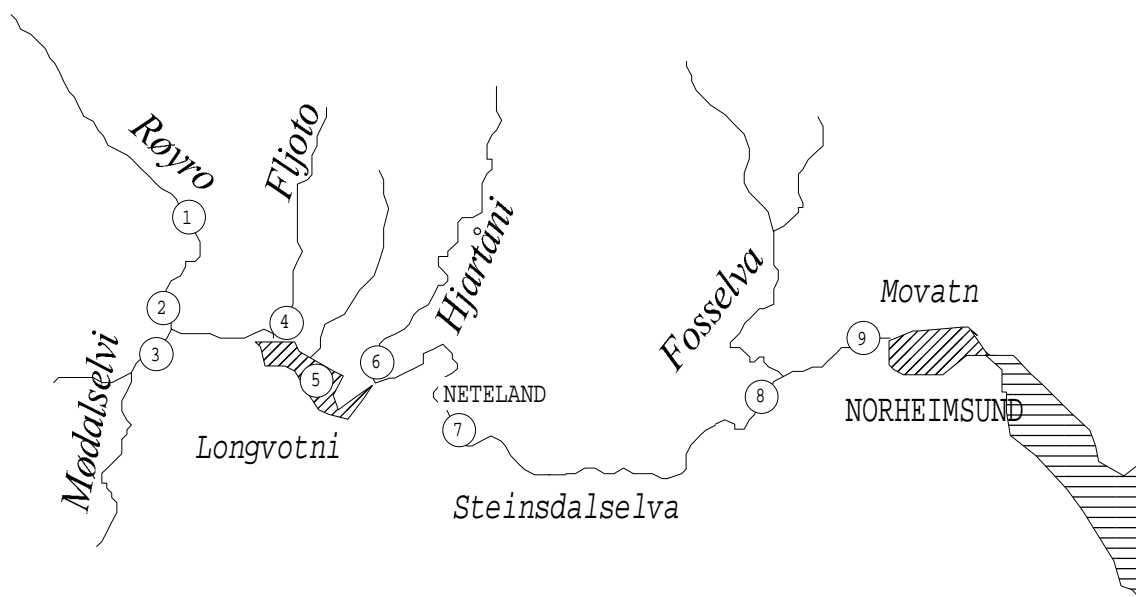 Røyro
Fljoto
Hjartåni
Fosselva
Movatn
Mødalselvi
1
2
3
4
5
6
7
8
9
NETELAND
NORHEIMSUND
Longvotni
Steinsdalselva